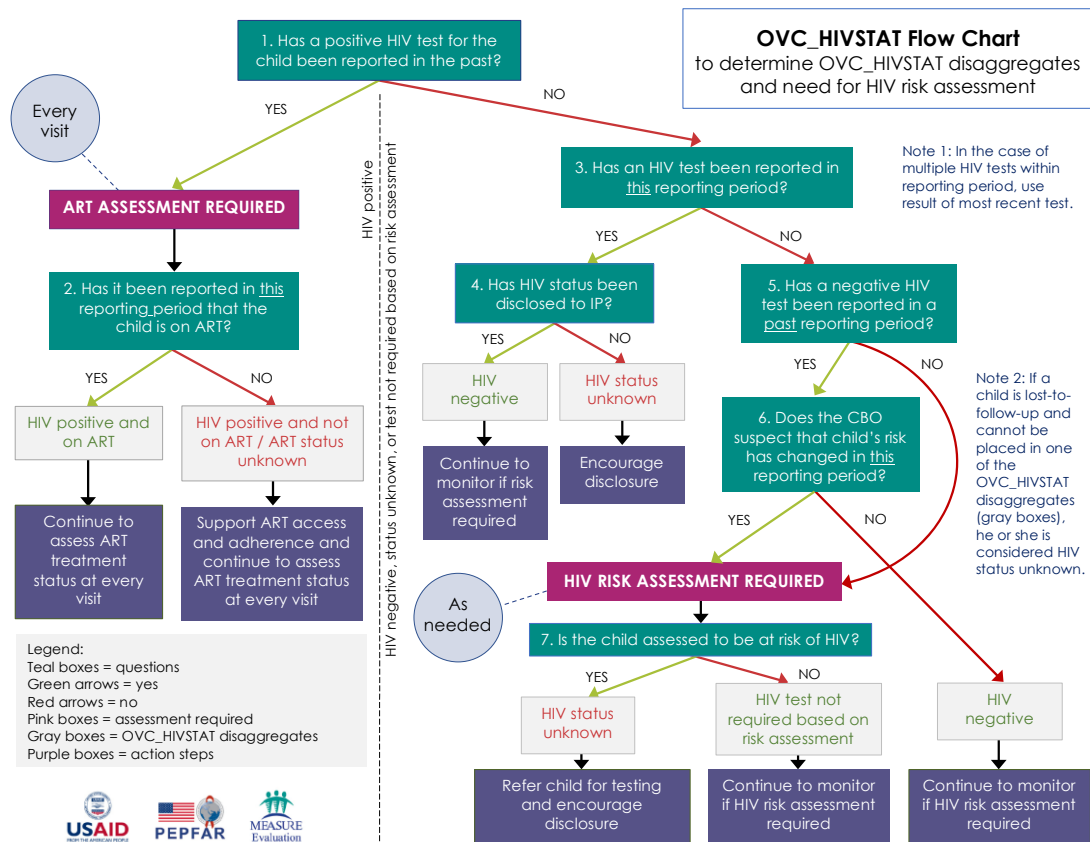 OVC_HIVSTAT Flow Chart
to determine OVC_HIVSTAT disaggregates
and need for HIV risk assessment
1. Has a positive HIV test for the
child been reported in the past?
YES
NO
Every
visit
ART ASSESSMENT REQUIRED
2. Has it been reported in this
reporting period that the
child is on ART?
YES
NO
HIV positive and
on ART
HIV positive and not
on ART / ART status
unknown
Continue to
assess ART
treatment
status at every
visit
Support ART access
and adherence and
continue to assess
ART treatment status
at every visit
HIV positive
HIV negative, status unknown, or test not required based on risk assessment
3. Has an HIV test been reported in
this reporting period?
Note 1: In the case of
multiple HIV tests within
reporting period, use
result of most recent test.
YES
NO
4. Has HIV status been
disclosed to IP?
5. Has a negative HIV
test been reported in a
past reporting period?
YES
NO
YES
NO
HIV
negative
HIV status
unknown
Continue to
monitor if risk
assessment
required
Encourage
disclosure
6. Does the CBO
suspect that child's risk
has changed in this
reporting period?
Note 2: If a
child is lost-to-
follow-up and
cannot be
placed in one
of the
OVC_HIVSTAT
disaggregates
(gray boxes),
he or she is
considered HIV
status unknown.
YES
NO
HIV RISK ASSESSMENT REQUIRED
As
needed
7. Is the child assessed to be at risk of HIV?
YES
NO
HIV status
unknown
HIV test not
required based on
risk assessment
HIV
negative
Refer child for testing
and encourage
disclosure
Continue to monitor
if HIV risk assessment
required
Continue to monitor
if HIV risk assessment
required
Legend:
Teal boxes = questions
Green arrows = yes
Red arrows = no
Pink boxes = assessment required
Gray boxes = OVC_HIVSTAT disaggregates
Purple boxes = action steps
USAID
FROM THE AMERICAN PEOPLE
PEPFAR
MEASURE
Evaluation